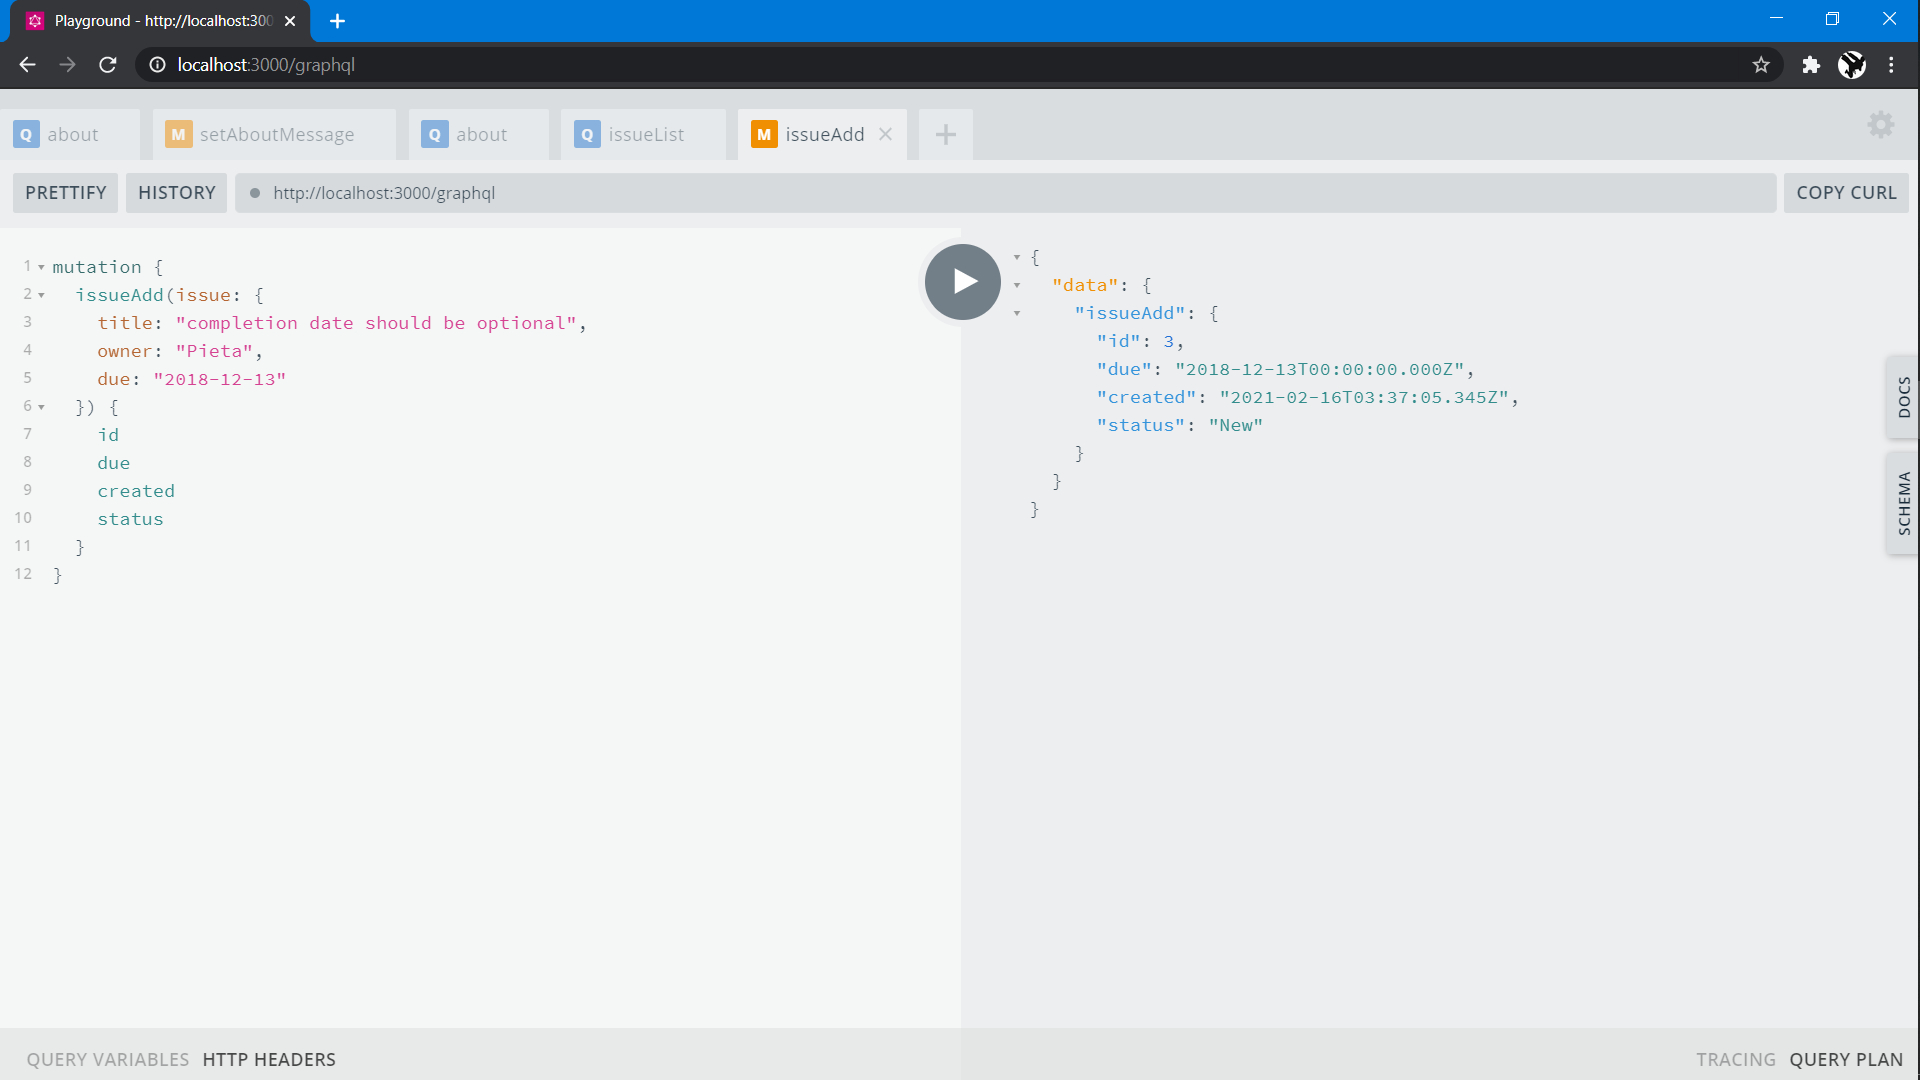 Playground - http://localhost:300
localhost:3000/graphql
Q about
M setAboutMessage
Q about
Q issueList
M issueAdd
PRETTIFY
HISTORY
http://localhost:3000/graphql
COPY CURL
1 mutation {
2 issueAdd(issue: {
3 title: "completion date should be optional",
4 owner: "Pieta",
5 due: "2018-12-13"
6 }) {
7 id
8 due
9 created
10 status
11 }
12 }
{
"data": {
"issueAdd": {
"id": 3,
"due": "2018-12-13T00:00:00.000Z",
"created": "2021-02-16T03:37:05.345Z",
"status": "New"
}
}
}
DOCS
SCHEMA
QUERY VARIABLES
HTTP HEADERS
TRACING
QUERY PLAN